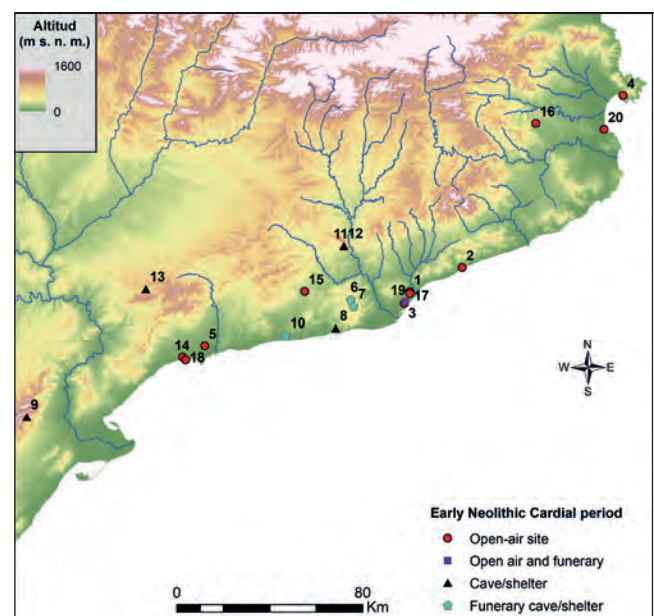 Altitud
(m s. n. m.)
1600
0
4
16
20
1112
2
13
15
6
7
1
19
17
3
8
10
5
14
18
9
N
W E
S
Early Neolithic Cardial period
Open-air site
Open air and funerary
Cave/shelter
Funerary cave/shelter
0 80
Km